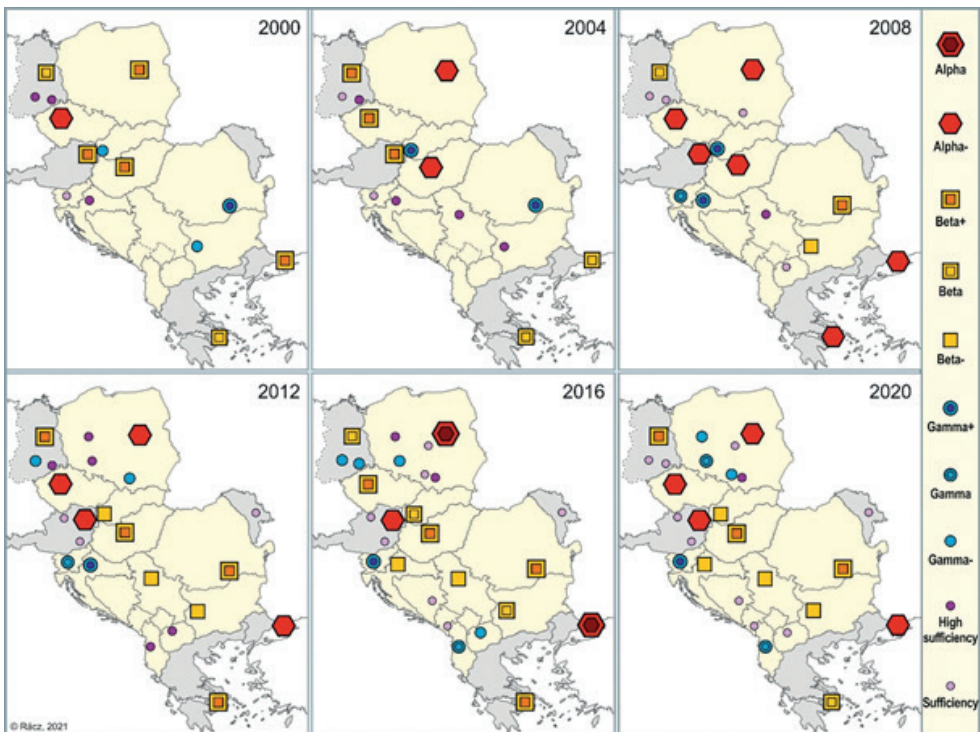 2000
2004
2008
2012
2016
2020
Alpha
Alpha-
Beta+
Beta
Beta-
Gamma+
Gamma
Gamma-
High
sufficiency
Sufficiency
© Rácz, 2021